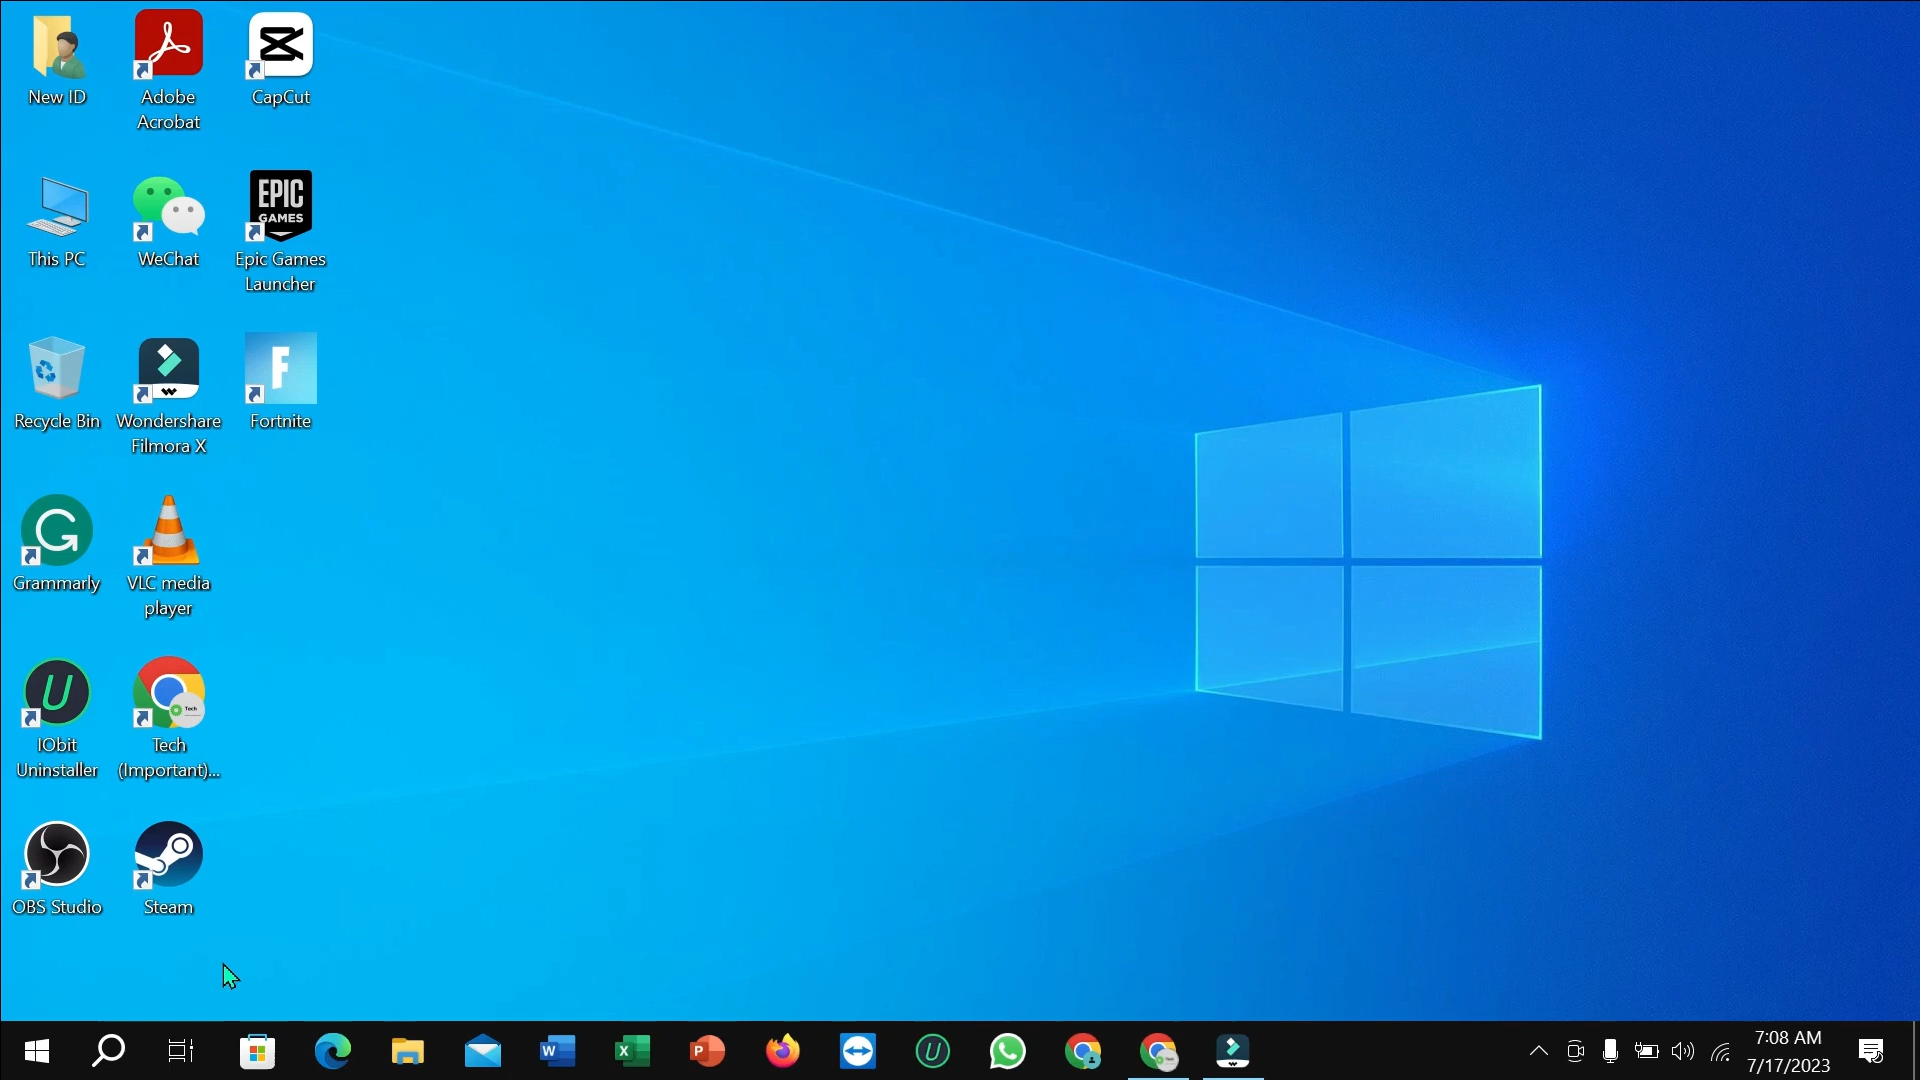 New ID
Adobe
Acrobat
CapCut
This PC
WeChat
EPIC
GAMES
Epic Games
Launcher
Recycle Bin
Wondershare
Filmora X
F
Fortnite
G
Grammarly
VLC media
player
U
IObit
Uninstaller
Tech
Tech
(Important)...
OBS Studio
Steam
W
X
P
U
7:08 AM
7/17/2023